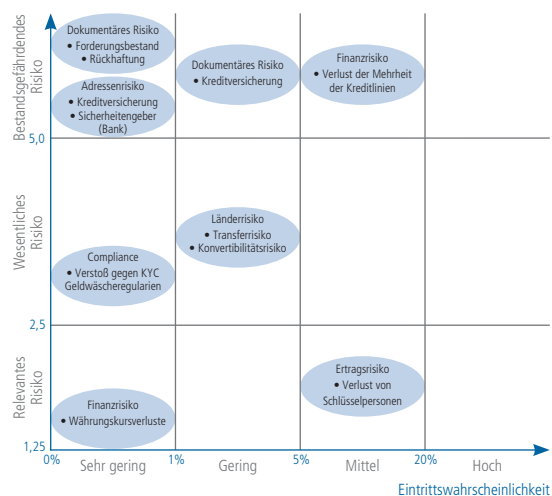 Bestandsgefährdendes
Risiko
Dokumentäres Risiko
• Forderungsbestand
• Rückhaftung
Adressenrisiko
• Kreditversicherung
• Sicherheitengeber
(Bank)
Dokumentäres Risiko
• Kreditversicherung
Finanzrisiko
• Verlust der Mehrheit
der Kreditlinien
5,0
Wesentliches
Risiko
Länderrisiko
• Transferrisiko
• Konvertibilitätsrisiko
Compliance
• Verstoß gegen KYC
Geldwäscheregularien
2,5
Relevantes
Risiko
Finanzrisiko
• Währungskursverluste
Ertragsrisiko
• Verlust von
Schlüsselpersonen
1,25
0% Sehr gering 1% Gering 5% Mittel 20% Hoch
Eintrittswahrscheinlichkeit